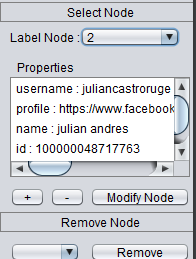 Select Node
Label Node : 2
Properties
username : juliancastroruge
profile : https://www.facebook
name : julian andres
id : 100000048717763
+ - Modify Node
Remove Node
Remove